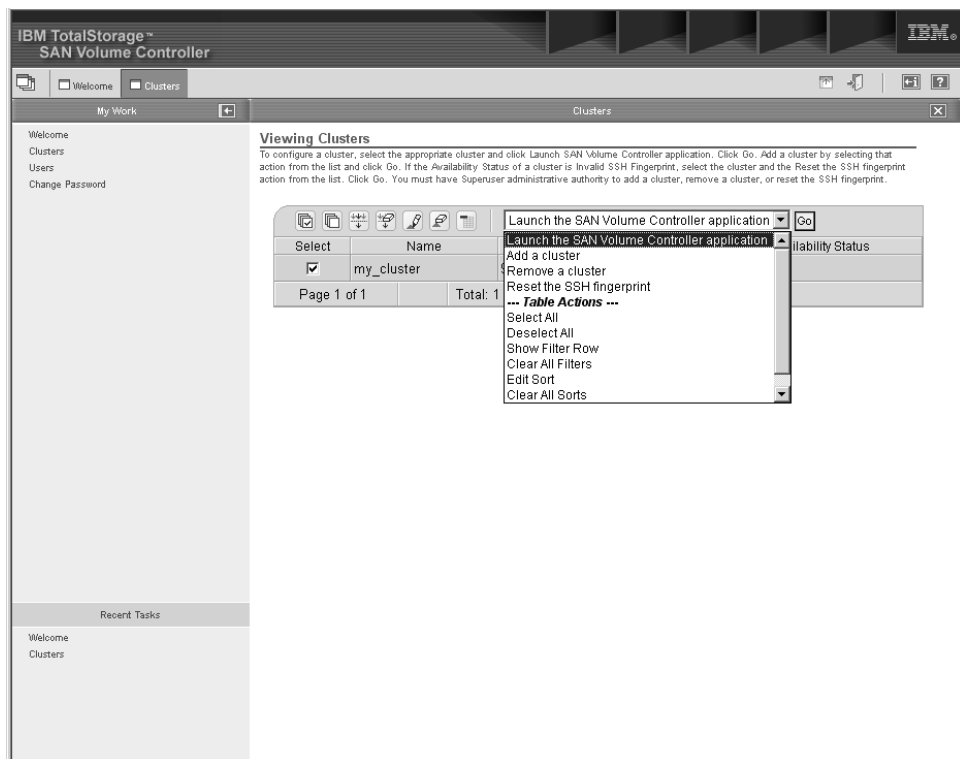 IBM TotalStorage™
SAN Volume Controller
IBM®
Welcome
Clusters
My Work
Clusters
Welcome
Clusters
Users
Change Password
Viewing Clusters
To configure a cluster, select the appropriate cluster and click Launch SAN Volume Controller application. Click Go. Add a cluster by selecting that
action from the list and click Go. If the Availability Status of a cluster is Invalid SSH Fingerprint, select the cluster and the Reset the SSH fingerprint
action from the list. Click Go. You must have Superuser administrative authority to add a cluster, remove a cluster, or reset the SSH fingerprint.
Launch the SAN Volume Controller application
Go
Select
Name
ilability Status
my_cluster
Page 1 of 1
Total: 1
Launch the SAN Volume Controller application
Add a cluster
Remove a cluster
Reset the SSH fingerprint
--- Table Actions ---
Select All
Deselect All
Show Filter Row
Clear All Filters
Edit Sort
Clear All Sorts
Recent Tasks
Welcome
Clusters